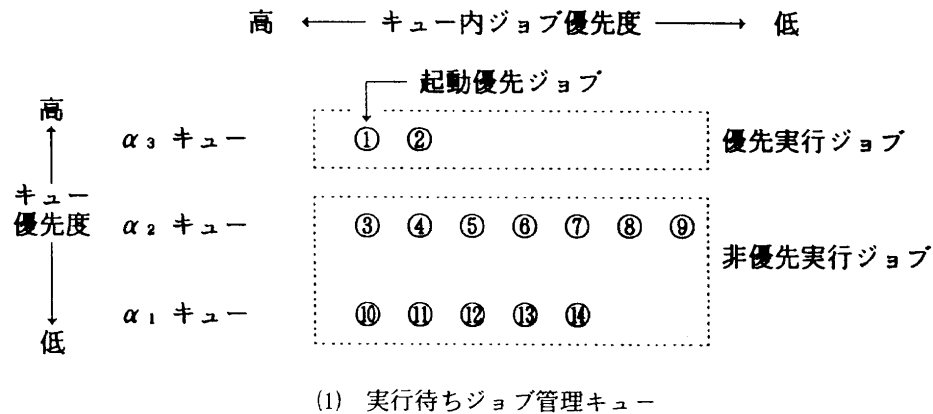 高 ←── キュー内ジョブ優先度 ──→ 低
起動優先ジョブ
高
α₃ キュー ① ② 優先実行ジョブ
キュー
優先度 α₂ キュー ③ ④ ⑤ ⑥ ⑦ ⑧ ⑨
非優先実行ジョブ
α₁ キュー ⑩ ⑪ ⑫ ⑬ ⑭
低
(1) 実行待ちジョブ管理キュー